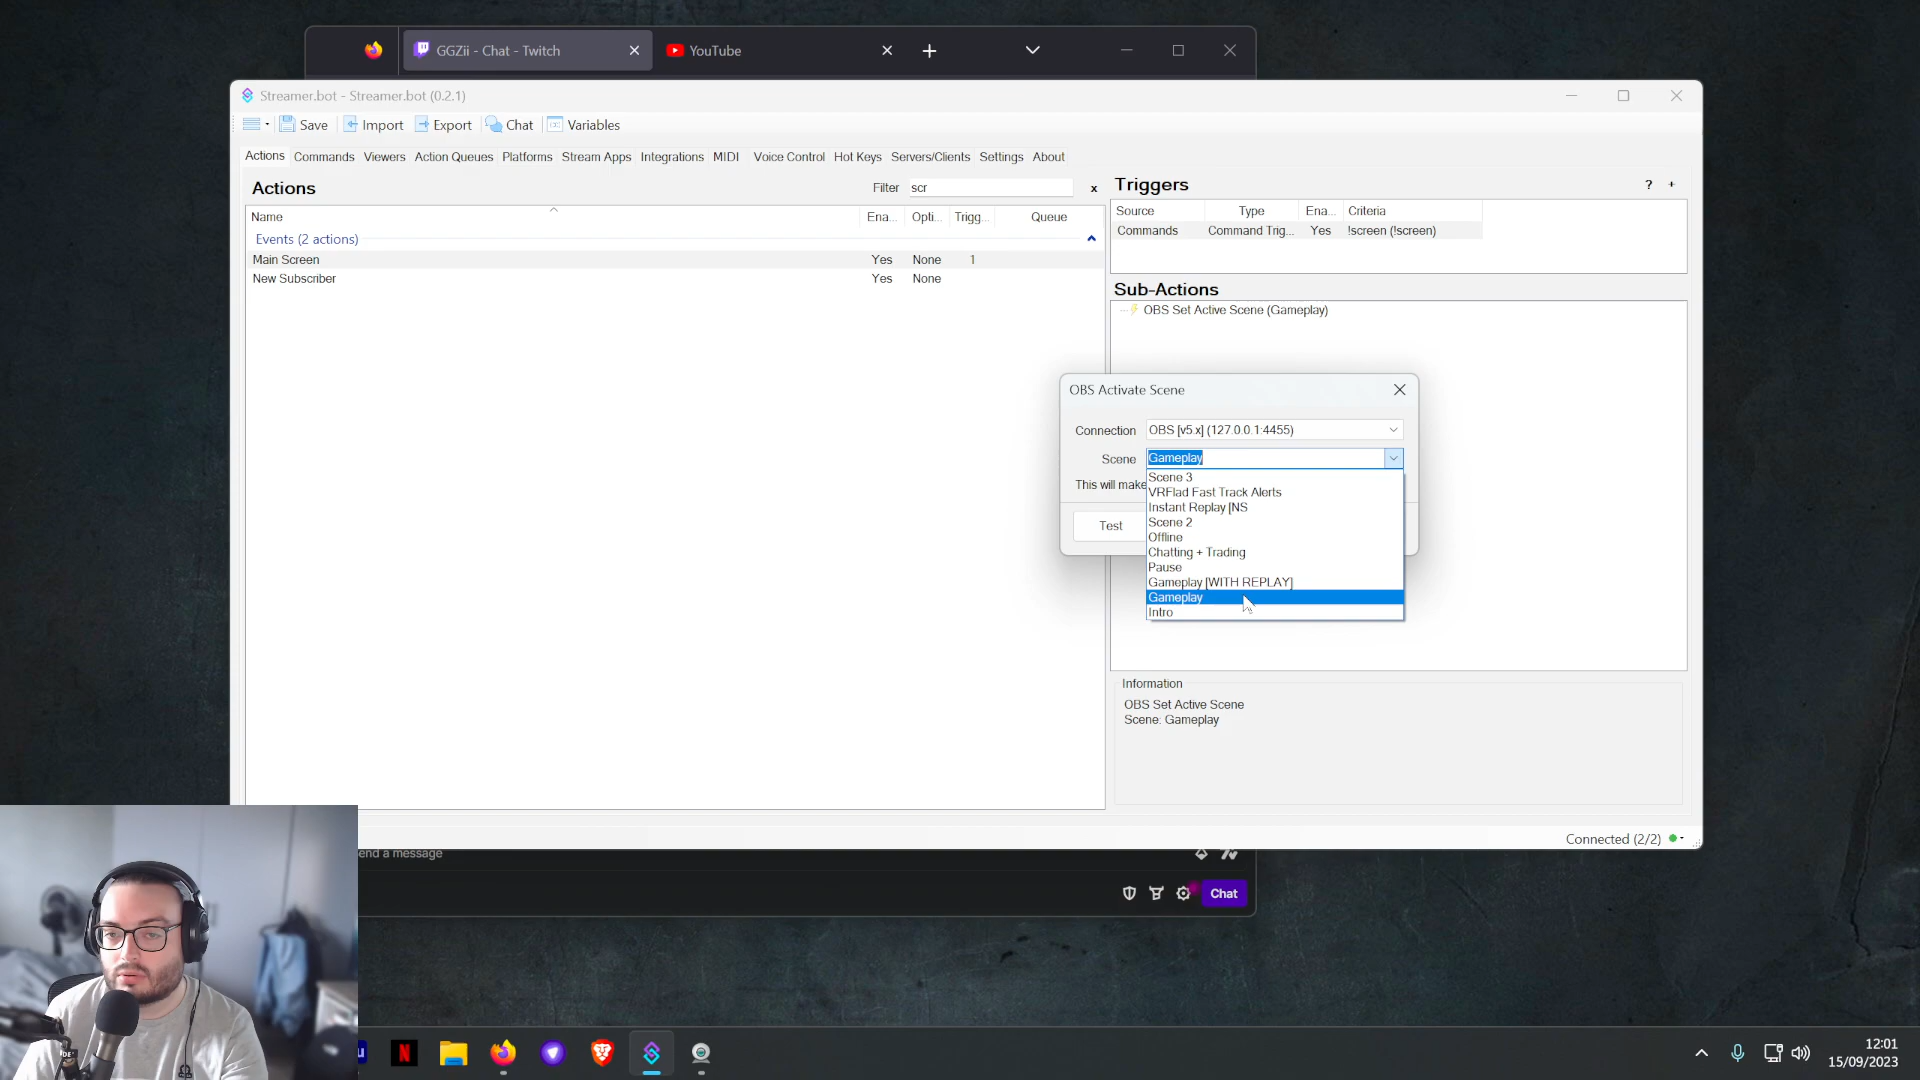 GGZii - Chat - Twitch
YouTube
Streamer.bot - Streamer.bot (0.2.1)
Save
Import
Export
Chat
Variables
Actions
Commands
Viewers
Action Queues
Platforms
Stream Apps
Integrations
MIDI
Voice Control
Hot Keys
Servers/Clients
Settings
About
Actions
Filter
scr
x
Triggers
?
+
Name
Ena...
Opti...
Trigg...
Queue
Source
Type
Ena...
Criteria
Commands
Command Trig...
Yes
!screen (!screen)
Events (2 actions)
Main Screen
Yes
None
1
New Subscriber
Yes
None
Sub-Actions
OBS Set Active Scene (Gameplay)
OBS Activate Scene
Connection
OBS [v5.x] (127.0.0.1:4455)
Scene
Gameplay
This will make
Test
Scene 3
VRFlad Fast Track Alerts
Instant Replay [NS
Scene 2
Offline
Chatting + Trading
Pause
Gameplay [WITH REPLAY]
Gameplay
Intro
Information
OBS Set Active Scene
Scene: Gameplay
Connected (2/2)
end a message
Chat
12:01
15/09/2023